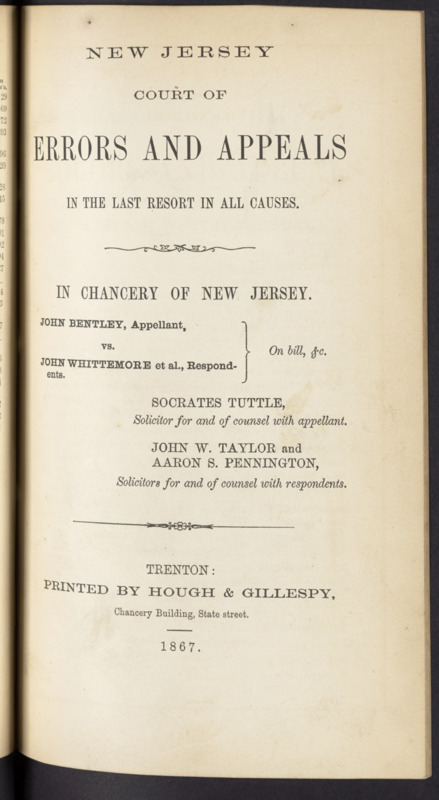 NEW JERSEY
COURT OF
ERRORS AND APPEALS
IN THE LAST RESORT IN ALL CAUSES.
IN CHANCERY OF NEW JERSEY.
JOHN BENTLEY, Appellant,
vs.
JOHN WHITTEMORE et al., Respond-
ents.
On bill, &c.
SOCRATES TUTTLE,
Solicitor for and of counsel with appellant.
JOHN W. TAYLOR and
AARON S. PENNINGTON,
Solicitors for and of counsel with respondents.
TRENTON:
PRINTED BY HOUGH & GILLESPY,
Chancery Building, State street.
1867.